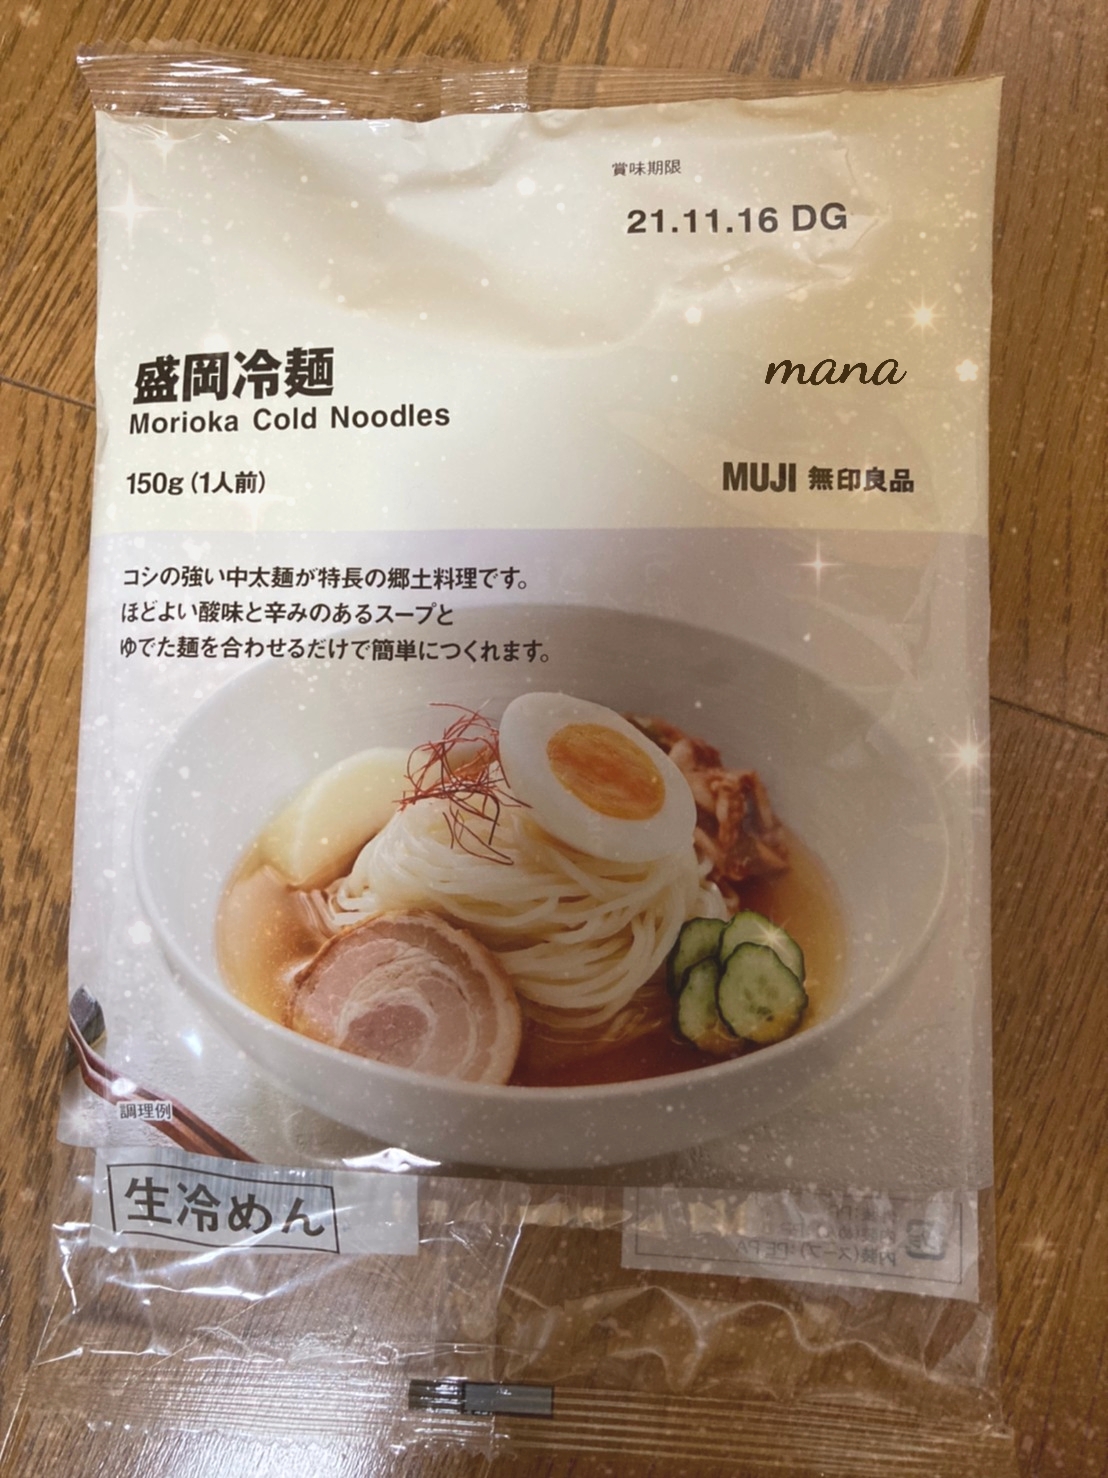 賞味期限
21.11.16 DG
盛岡冷麺
Morioka Cold Noodles
mana
150g(1人前)
MUJI 無印良品
コシの強い中太麺が特長の郷土料理です。
ほどよい酸味と辛みのあるスープと
ゆでた麺を合わせるだけで簡単につくれます。
調理例
生冷めん